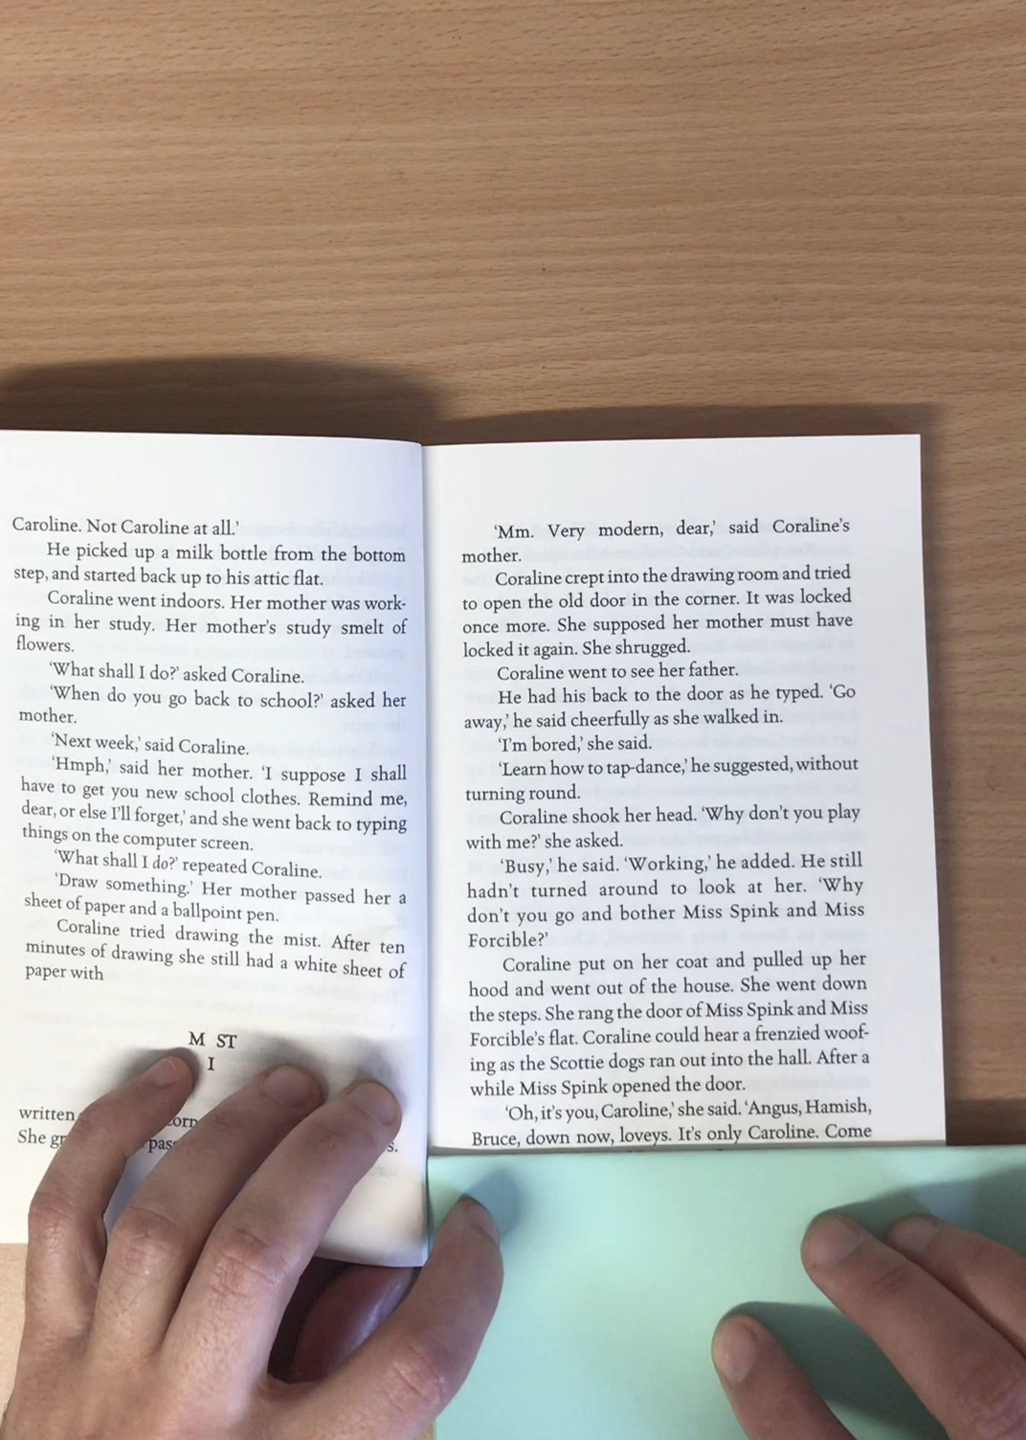 Caroline. Not Caroline at all.’
He picked up a milk bottle from the bottom
step, and started back up to his attic flat.
Coraline went indoors. Her mother was work-
ing in her study. Her mother’s study smelt of
flowers.
‘What shall I do?’ asked Coraline.
‘When do you go back to school?’ asked her
mother.
‘Next week,’ said Coraline.
‘Hmph,’ said her mother. ‘I suppose I shall
have to get you new school clothes. Remind me,
dear, or else I’ll forget,’ and she went back to typing
things on the computer screen.
‘What shall I do?’ repeated Coraline.
‘Draw something.’ Her mother passed her a
sheet of paper and a ballpoint pen.
Coraline tried drawing the mist. After ten
minutes of drawing she still had a white sheet of
paper with
M ST
I
written
She
‘Mm. Very modern, dear,’ said Coraline’s
mother.
Coraline crept into the drawing room and tried
to open the old door in the corner. It was locked
once more. She supposed her mother must have
locked it again. She shrugged.
Coraline went to see her father.
He had his back to the door as he typed. ‘Go
away,’ he said cheerfully as she walked in.
‘I’m bored,’ she said.
‘Learn how to tap-dance,’ he suggested, without
turning round.
Coraline shook her head. ‘Why don’t you play
with me?’ she asked.
‘Busy,’ he said. ‘Working,’ he added. He still
hadn’t turned around to look at her. ‘Why
don’t you go and bother Miss Spink and Miss
Forcible?’
Coraline put on her coat and pulled up her
hood and went out of the house. She went down
the steps. She rang the door of Miss Spink and Miss
Forcible’s flat. Coraline could hear a frenzied woof-
ing as the Scottie dogs ran out into the hall. After a
while Miss Spink opened the door.
‘Oh, it’s you, Caroline,’ she said. ‘Angus, Hamish,
Bruce, down now, loveys. It’s only Caroline. Come